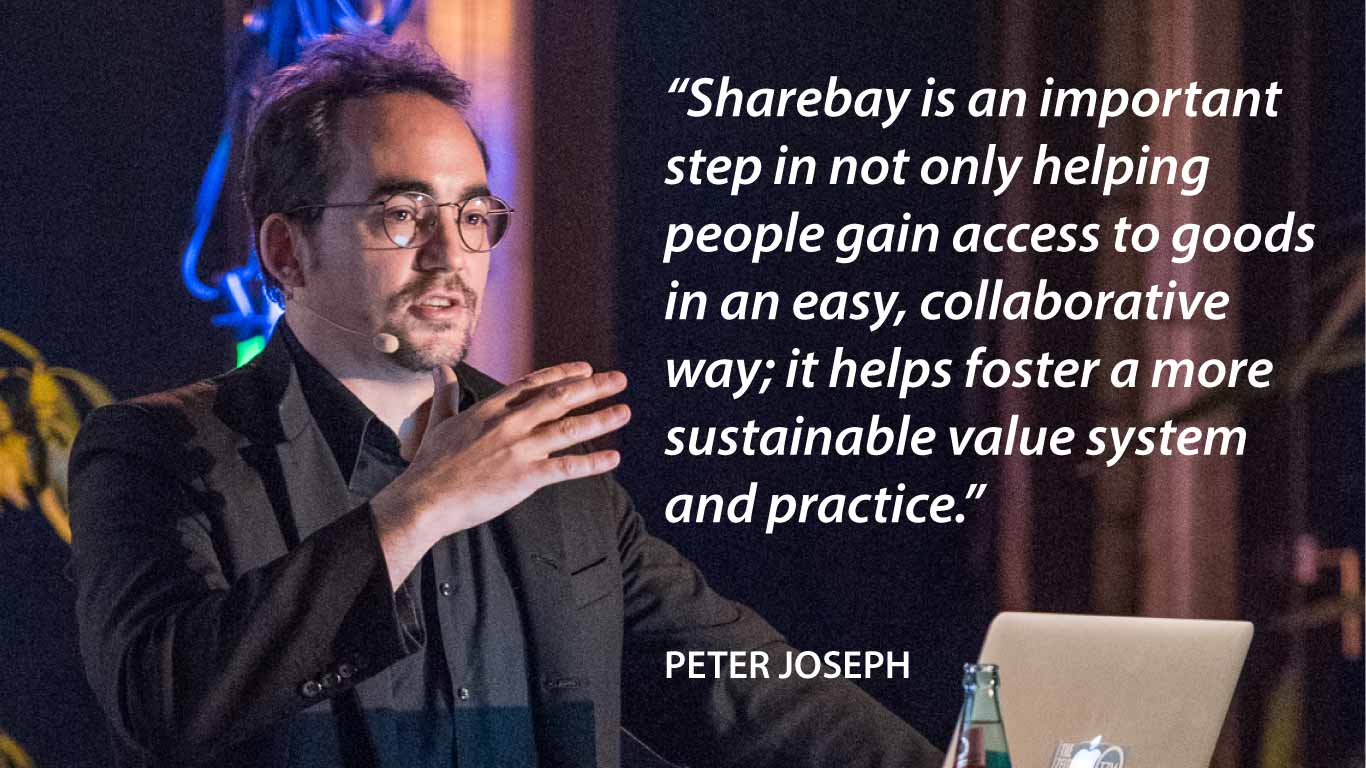 “Sharebay is an important
step in not only helping
people gain access to goods
in an easy, collaborative
way; it helps foster a more
sustainable value system
and practice.”
PETER JOSEPH